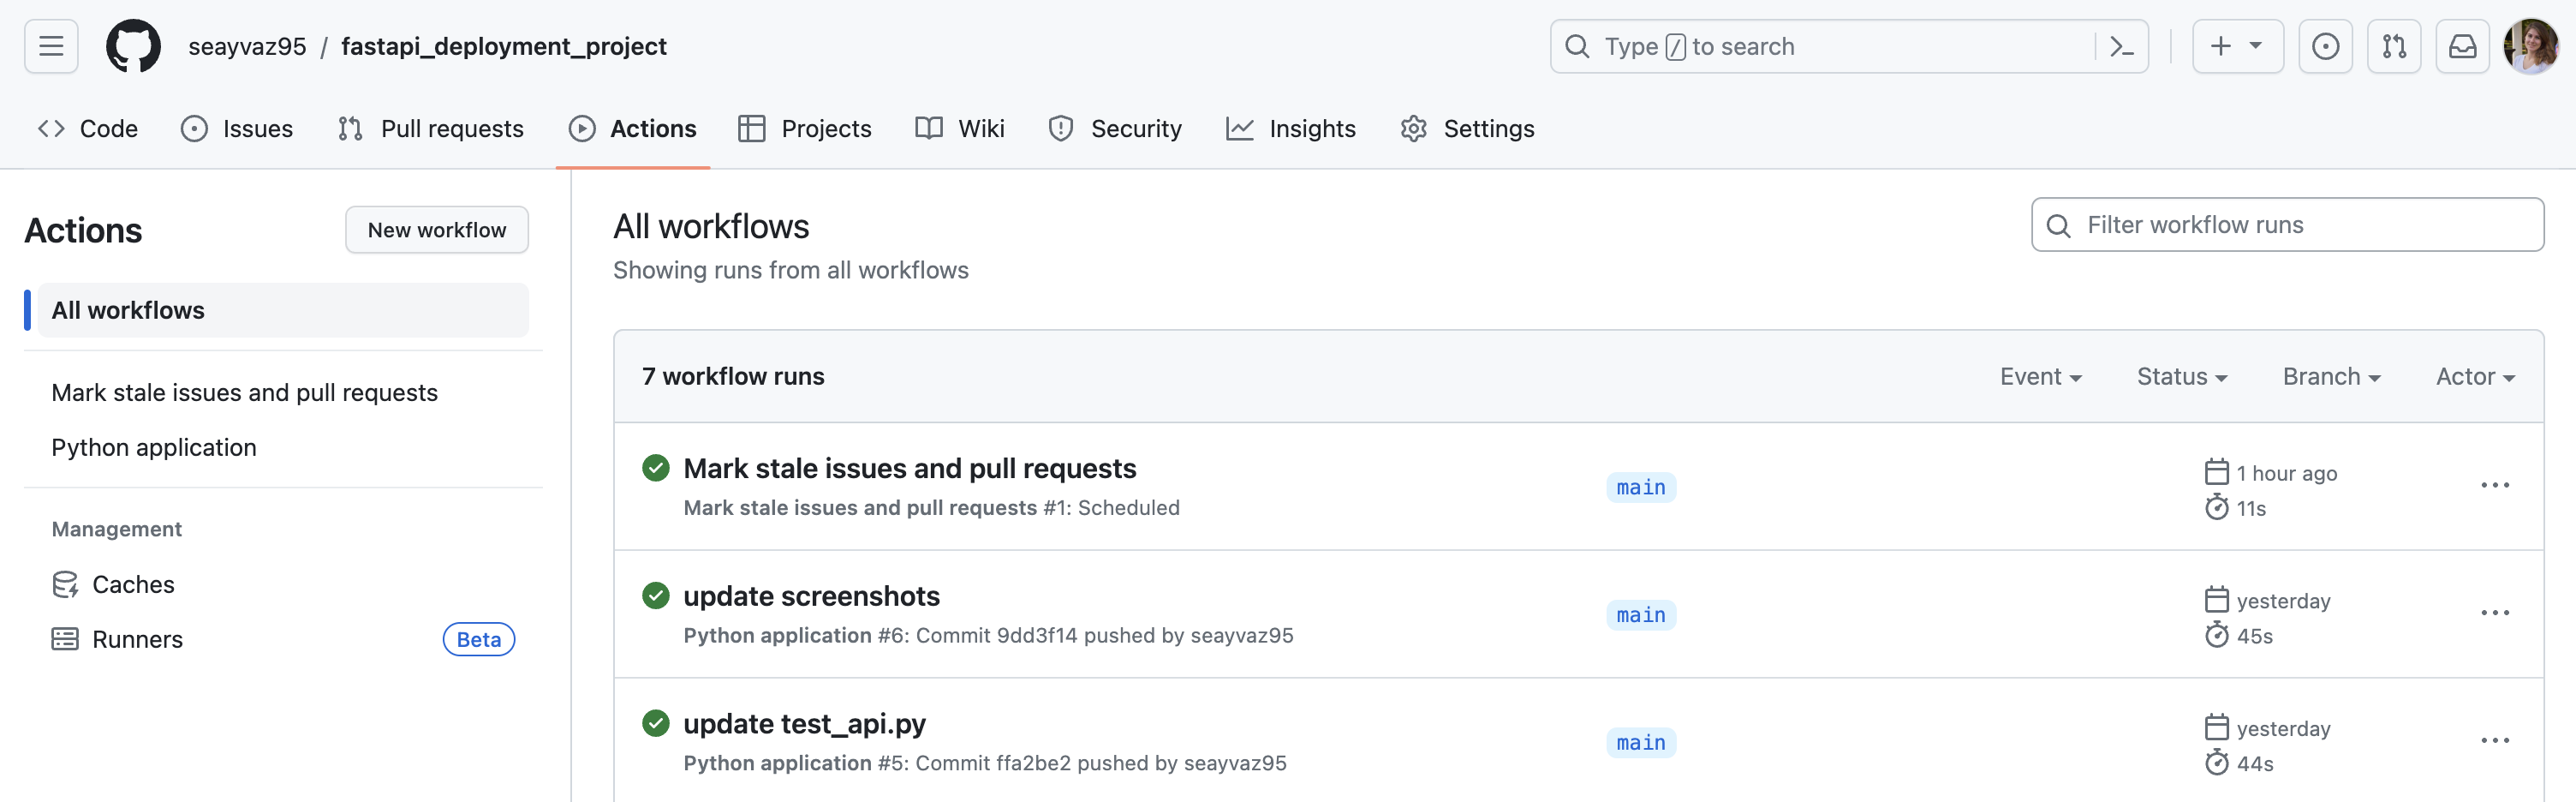 seayvaz95 / fastapi_deployment_project
Type / to search
Code
Issues
Pull requests
Actions
Projects
Wiki
Security
Insights
Settings
Actions
New workflow
All workflows
Mark stale issues and pull requests
Python application
Management
Caches
Runners
Beta
All workflows
Showing runs from all workflows
Filter workflow runs
7 workflow runs
Event
Status
Branch
Actor
Mark stale issues and pull requests
Mark stale issues and pull requests #1: Scheduled
main
1 hour ago
11s
update screenshots
Python application #6: Commit 9dd3f14 pushed by seayvaz95
main
yesterday
45s
update test_api.py
Python application #5: Commit ffa2be2 pushed by seayvaz95
main
yesterday
44s